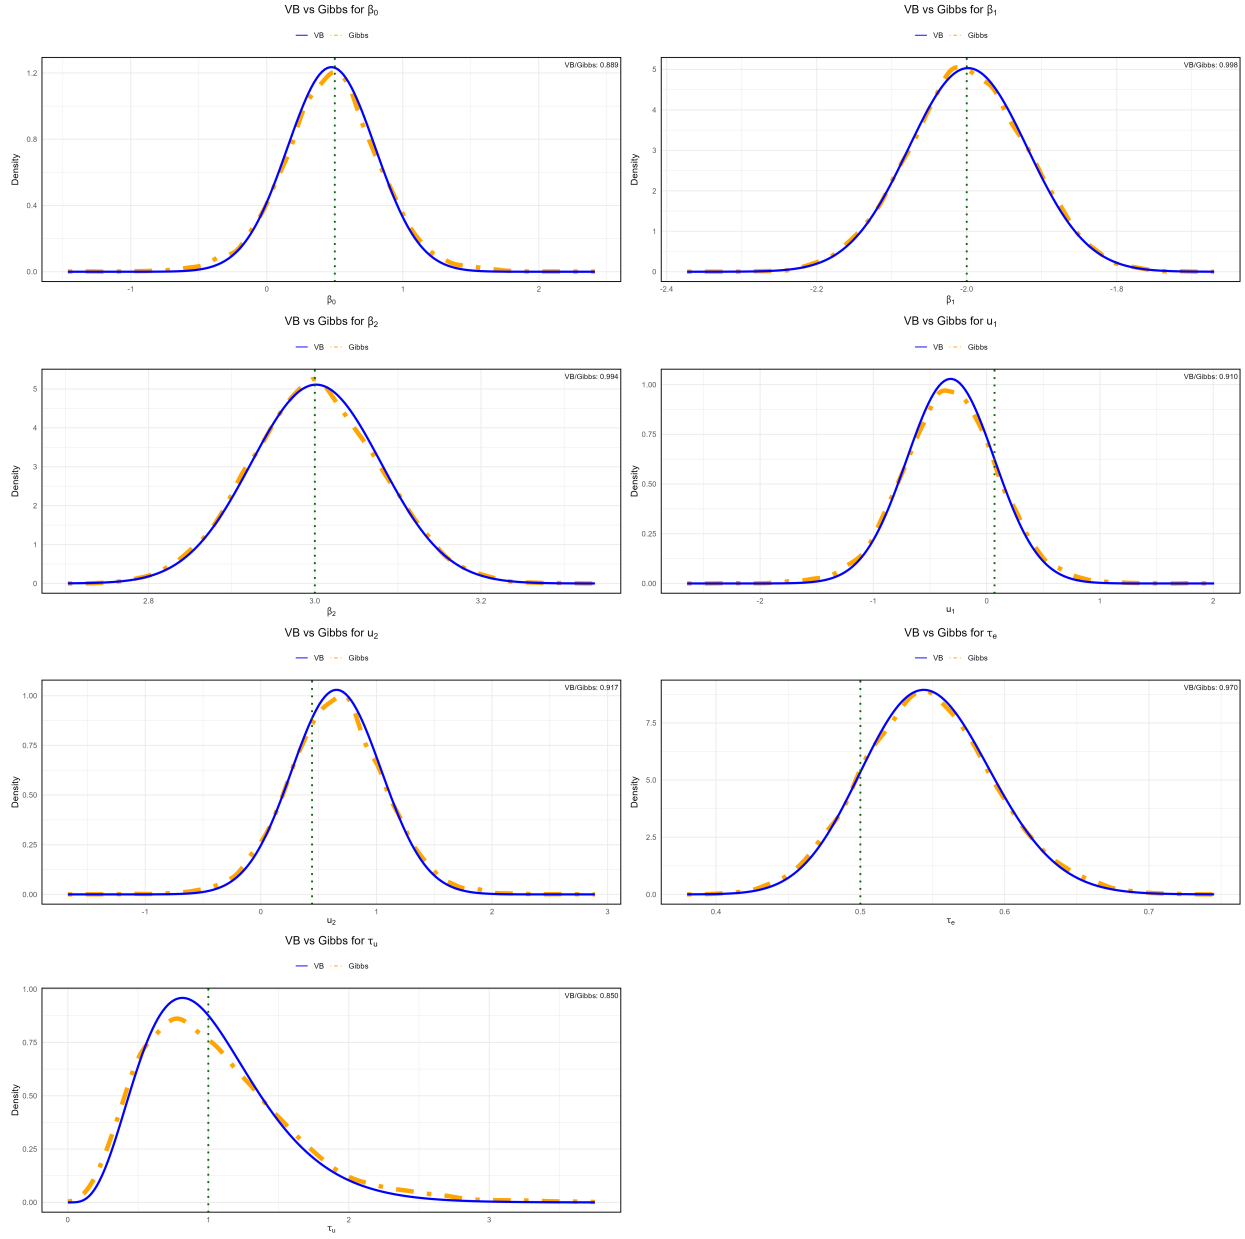 VB vs Gibbs for β₀
VB Gibbs
VB/Gibbs: 0.889
1.2
0.8
0.4
0.0
Density
-1 0 1 2
β₀
VB vs Gibbs for β₁
VB Gibbs
VB/Gibbs: 0.998
5
4
3
2
1
0
Density
-2.4 -2.2 -2.0 -1.8
β₁
VB vs Gibbs for β₂
VB Gibbs
VB/Gibbs: 0.994
5
4
3
2
1
0
Density
2.8 3.0 3.2
β₂
VB vs Gibbs for u₁
VB Gibbs
VB/Gibbs: 0.910
1.00
0.75
0.50
0.25
0.00
Density
-2 -1 0 1 2
u₁
VB vs Gibbs for u₂
VB Gibbs
VB/Gibbs: 0.917
1.00
0.75
0.50
0.25
0.00
Density
-1 0 1 2 3
u₂
VB vs Gibbs for τₑ
VB Gibbs
VB/Gibbs: 0.970
7.5
5.0
2.5
0.0
Density
0.4 0.5 0.6 0.7
τₑ
VB vs Gibbs for τᵤ
VB Gibbs
VB/Gibbs: 0.850
1.00
0.75
0.50
0.25
0.00
Density
0 1 2 3
τᵤ